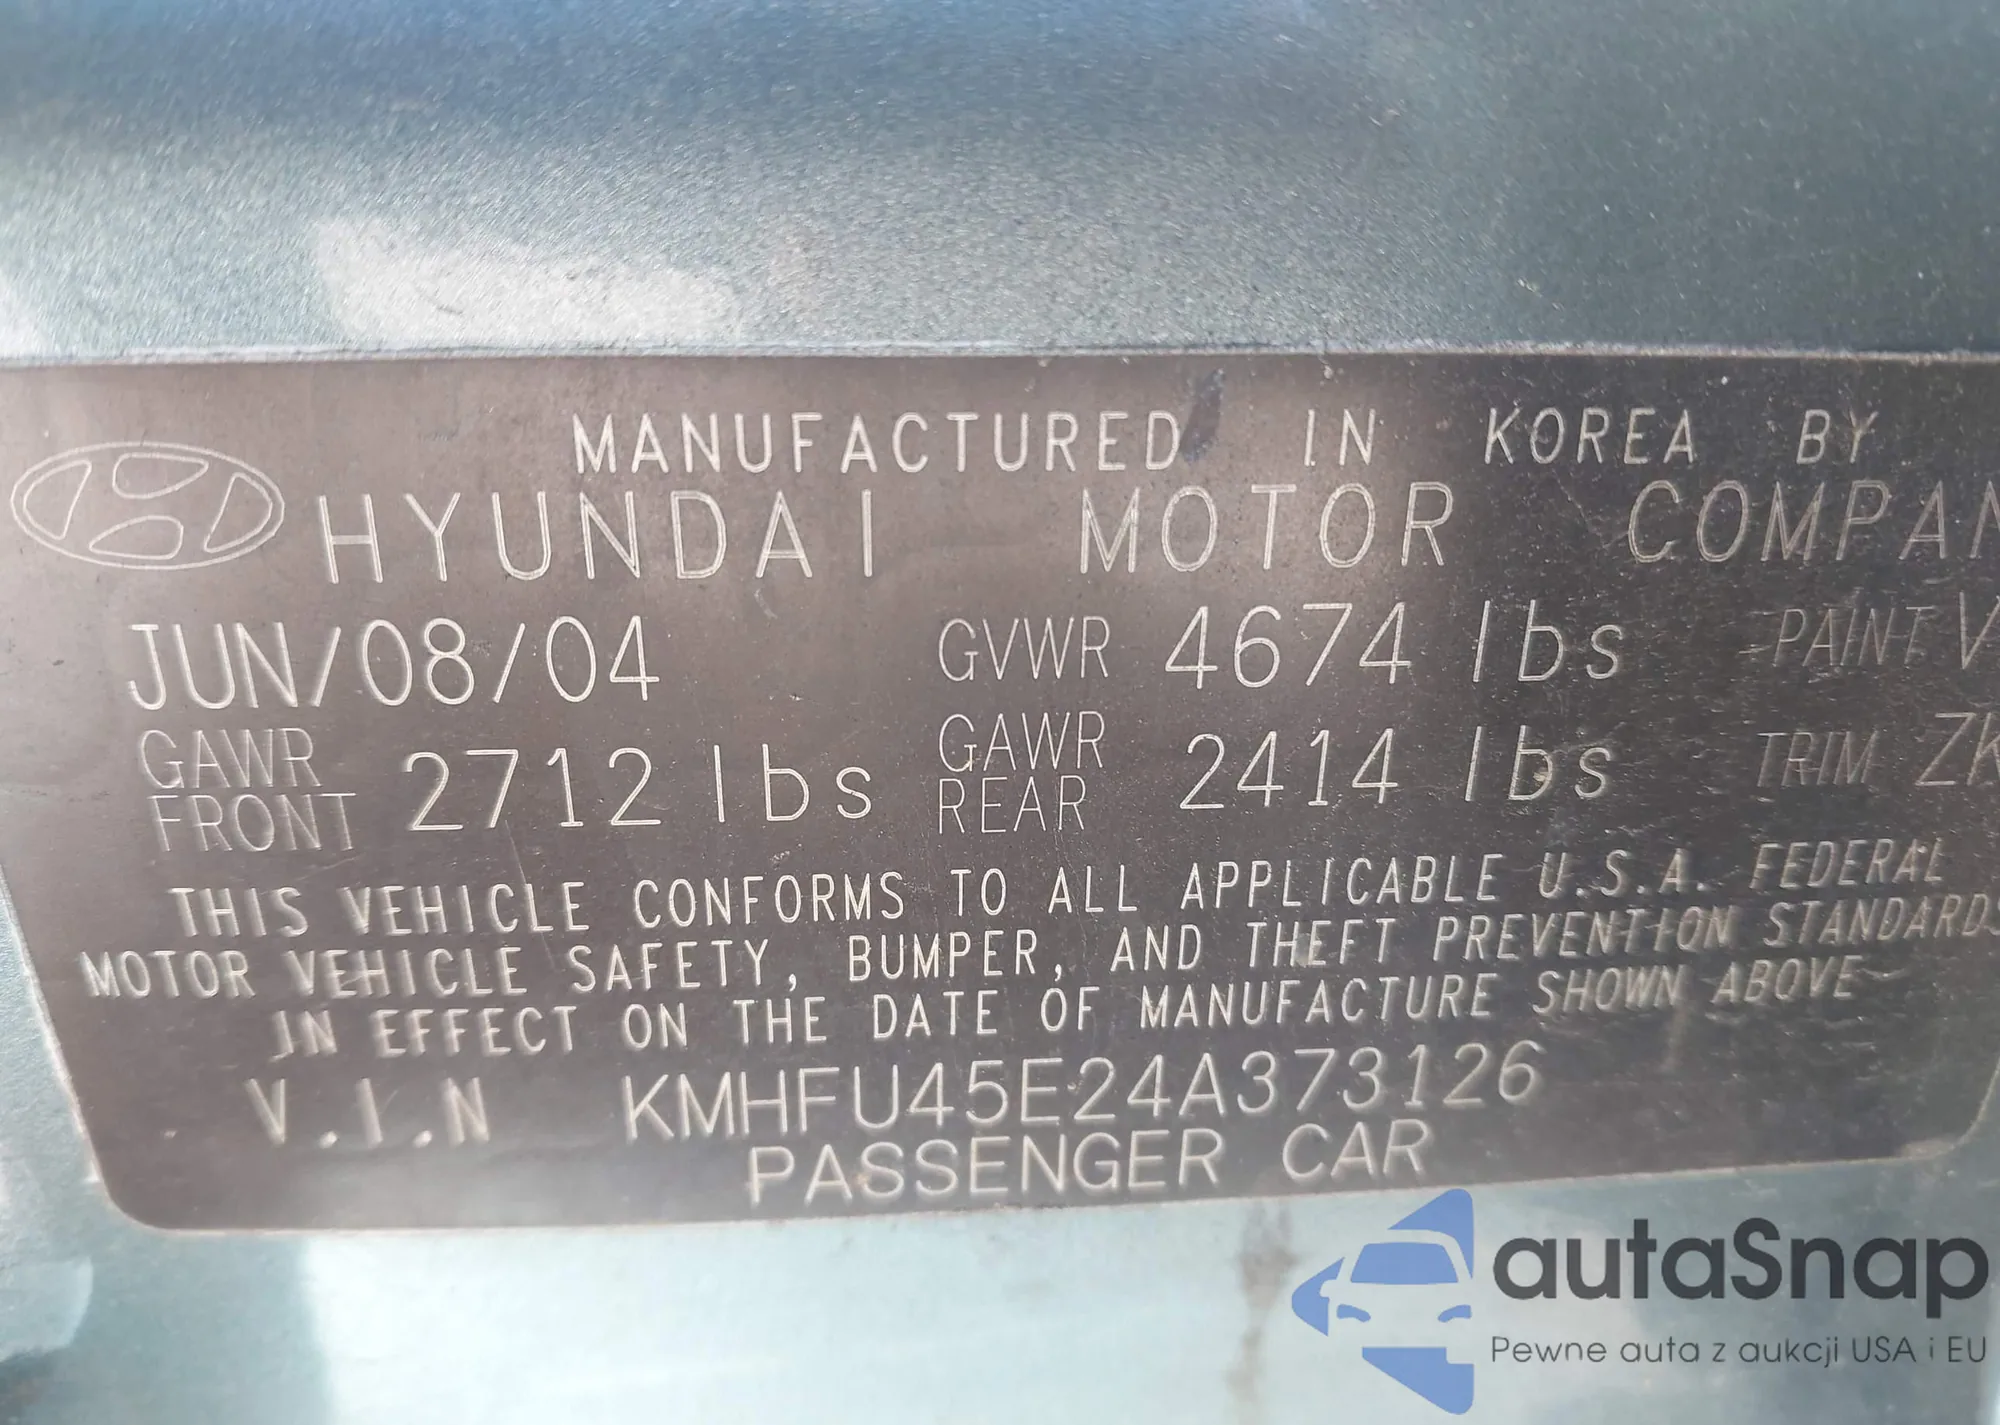 MANUFACTURED IN KOREA BY
HYUNDAI MOTOR COMPAN
JUN/08/04 GVWR 4674 lbs PAINT V
GAWR FRONT 2712 lbs GAWR REAR 2414 lbs TRIM ZK
THIS VEHICLE CONFORMS TO ALL APPLICABLE U.S.A. FEDERAL
MOTOR VEHICLE SAFETY, BUMPER, AND THEFT PREVENTION STANDARDS
IN EFFECT ON THE DATE OF MANUFACTURE SHOWN ABOVE
V.I.N KMHFU45E24A373126
PASSENGER CAR
autaSnap
Pewne auta z aukcji USA i EU